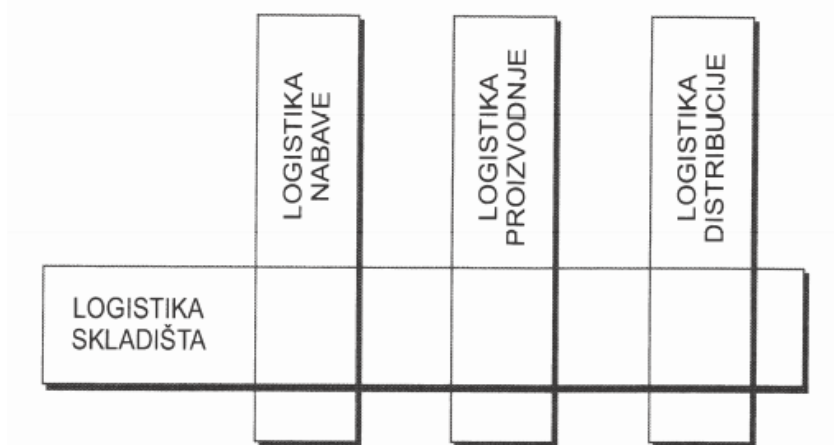 LOGISTIKA
NABAVE
LOGISTIKA
PROIZVODNJE
LOGISTIKA
DISTRIBUCIJE
LOGISTIKA
SKLADIŠTA